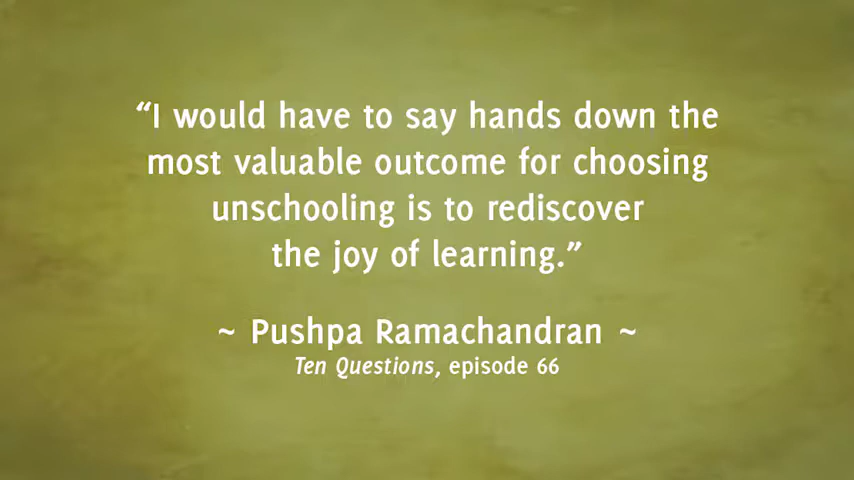 “I would have to say hands down the
most valuable outcome for choosing
unschooling is to rediscover
the joy of learning.”
~ Pushpa Ramachandran ~
Ten Questions, episode 66